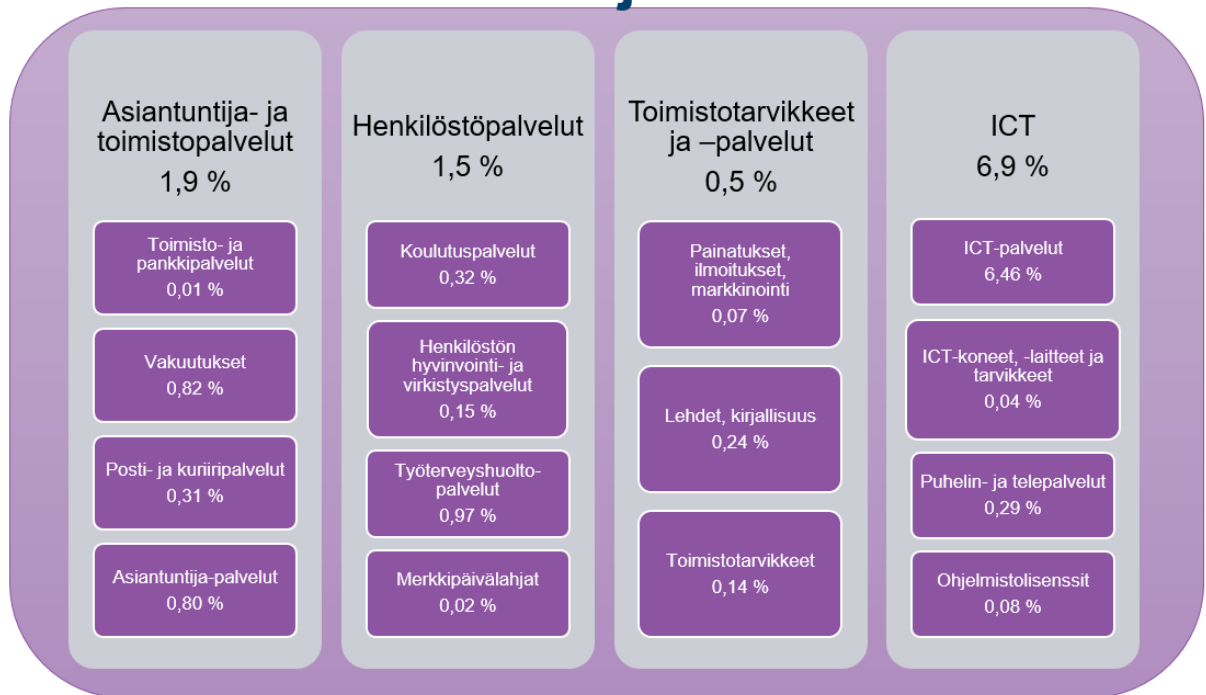 Asiantuntija- ja
toimistopalvelut
1,9 %
Toimisto- ja
pankkipalvelut
0,01 %
Vakuutukset
0,82 %
Posti- ja kuriiripalvelut
0,31 %
Asiantuntija-palvelut
0,80 %
Henkilöstöpalvelut
1,5 %
Koulutuspalvelut
0,32 %
Henkilöstön
hyvinvointi- ja
virkistyspalvelut
0,15 %
Työterveyshuolto-
palvelut
0,97 %
Merkkipäivälahjat
0,02 %
Toimistotarvikkeet
ja –palvelut
0,5 %
Painatukset,
ilmoitukset,
markkinointi
0,07 %
Lehdet, kirjallisuus
0,24 %
Toimistotarvikkeet
0,14 %
ICT
6,9 %
ICT-palvelut
6,46 %
ICT-koneet, -laitteet ja
tarvikkeet
0,04 %
Puhelin- ja telepalvelut
0,29 %
Ohjelmistolisenssit
0,08 %